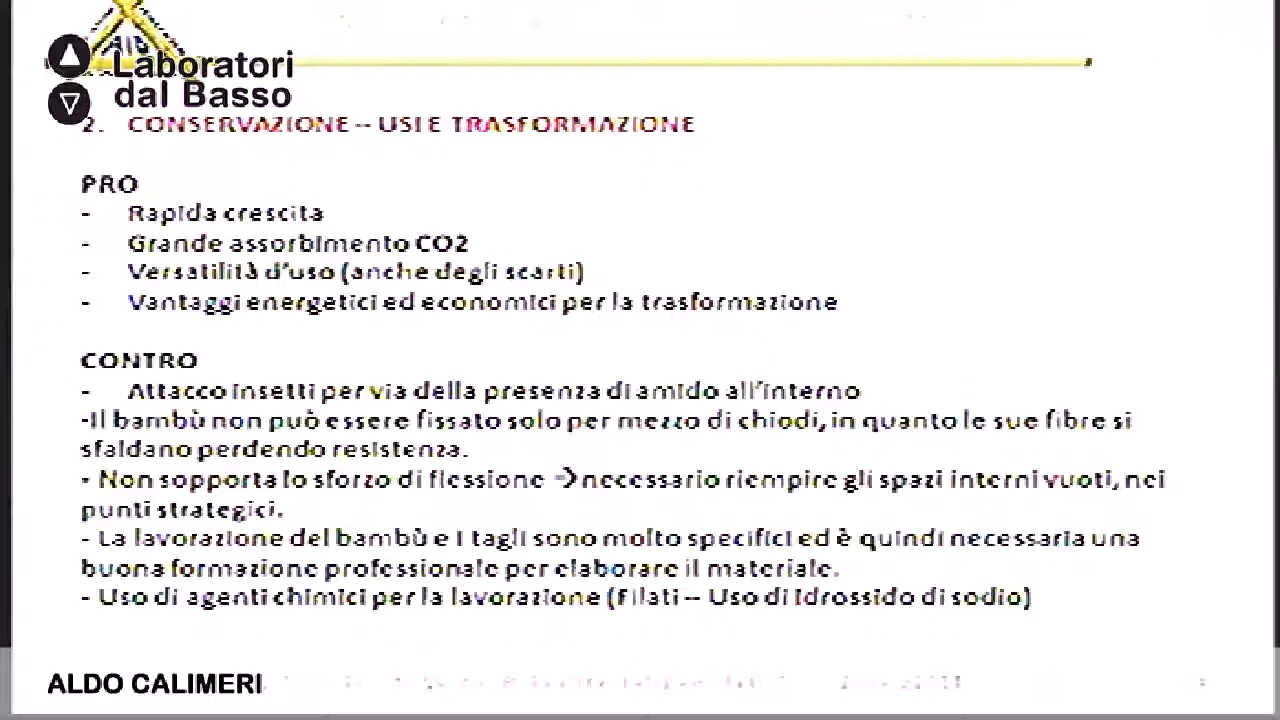 Laboratori
dal Basso
2. CONSERVAZIONE – USI E TRASFORMAZIONE
PRO
- Rapida crescita
- Grande assorbimento CO2
- Versatilità d'uso (anche degli scarti)
- Vantaggi energetici ed economici per la trasformazione
CONTRO
- Attacco insetti per via della presenza di amido all'interno
-Il bambù non può essere fissato solo per mezzo di chiodi, in quanto le sue fibre si
sfaldano perdendo resistenza.
- Non sopporta lo sforzo di flessione -> necessario riempire gli spazi interni vuoti, nei
punti strategici.
- La lavorazione del bambù e i tagli sono molto specifici ed è quindi necessaria una
buona formazione professionale per elaborare il materiale.
- Uso di agenti chimici per la lavorazione (Filati – Uso di Idrossido di sodio)
ALDO CALIMERI